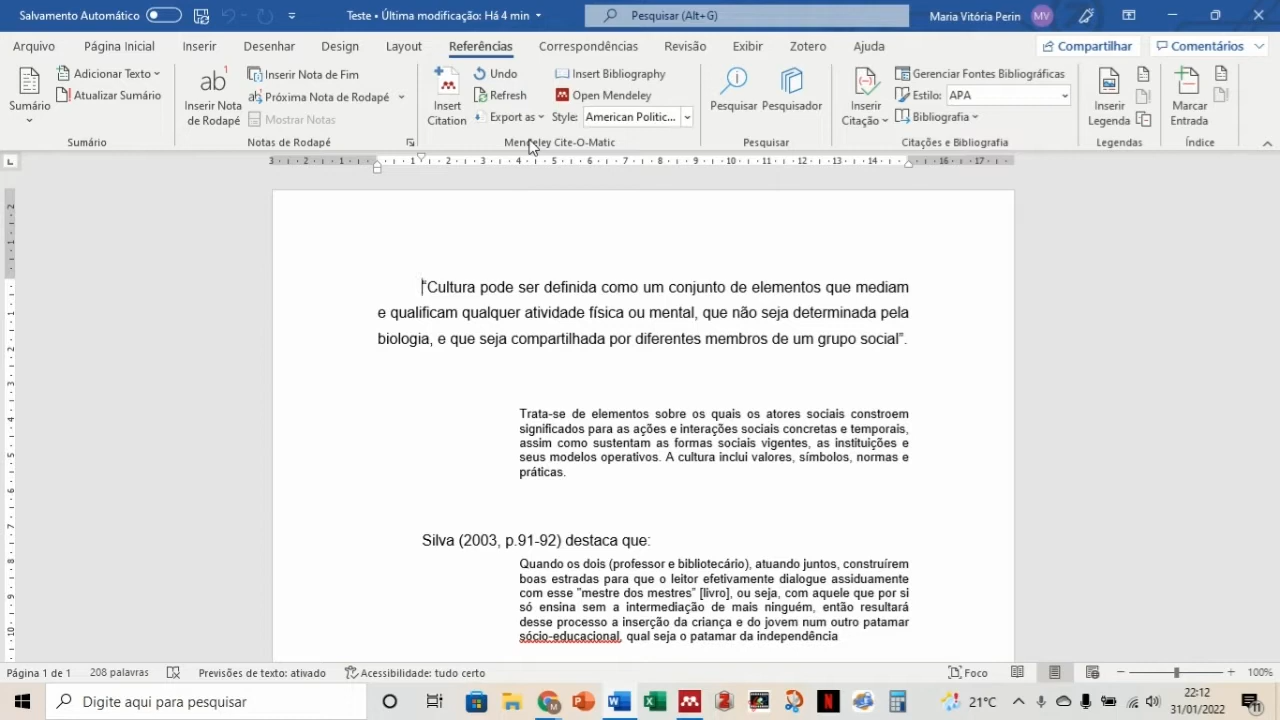 Salvamento Automático
Teste • Última modificação: Há 4 min
Pesquisar (Alt+G)
Maria Vitória Perin
MV
Arquivo Página Inicial Inserir Desenhar Design Layout Referências Correspondências Revisão Exibir Zotero Ajuda
Compartilhar
Comentários
Sumário
Adicionar Texto
Atualizar Sumário
Sumário
ab
Inserir Nota
de Rodapé
Inserir Nota de Fim
Próxima Nota de Rodapé
Mostrar Notas
Notas de Rodapé
Insert
Citation
Undo
Refresh
Export as
Insert Bibliography
Open Mendeley
Style: American Politic...
Mendeley Cite-O-Matic
Pesquisar
Pesquisador
Pesquisar
Inserir
Citação
Gerenciar Fontes Bibliográficas
Estilo: APA
Bibliografia
Citações e Bibliografia
Inserir
Legenda
Legendas
Marcar
Entrada
Índice
"Cultura pode ser definida como um conjunto de elementos que mediam
e qualificam qualquer atividade física ou mental, que não seja determinada pela
biologia, e que seja compartilhada por diferentes membros de um grupo social".
Trata-se de elementos sobre os quais os atores sociais constroem
significados para as ações e interações sociais concretas e temporais,
assim como sustentam as formas sociais vigentes, as instituições e
seus modelos operativos. A cultura inclui valores, símbolos, normas e
práticas.
Silva (2003, p.91-92) destaca que:
Quando os dois (professor e bibliotecário), atuando juntos, construírem
boas estradas para que o leitor efetivamente dialogue assiduamente
com esse "mestre dos mestres" [livro], ou seja, com aquele que por si
só ensina sem a intermediação de mais ninguém, então resultará
desse processo a inserção da criança e do jovem num outro patamar
sócio-educacional, qual seja o patamar da independência
Página 1 de 1
208 palavras
Previsões de texto: ativado
Acessibilidade: tudo certo
Foco
100%
Digite aqui para pesquisar
21°C
22:12
31/01/2022